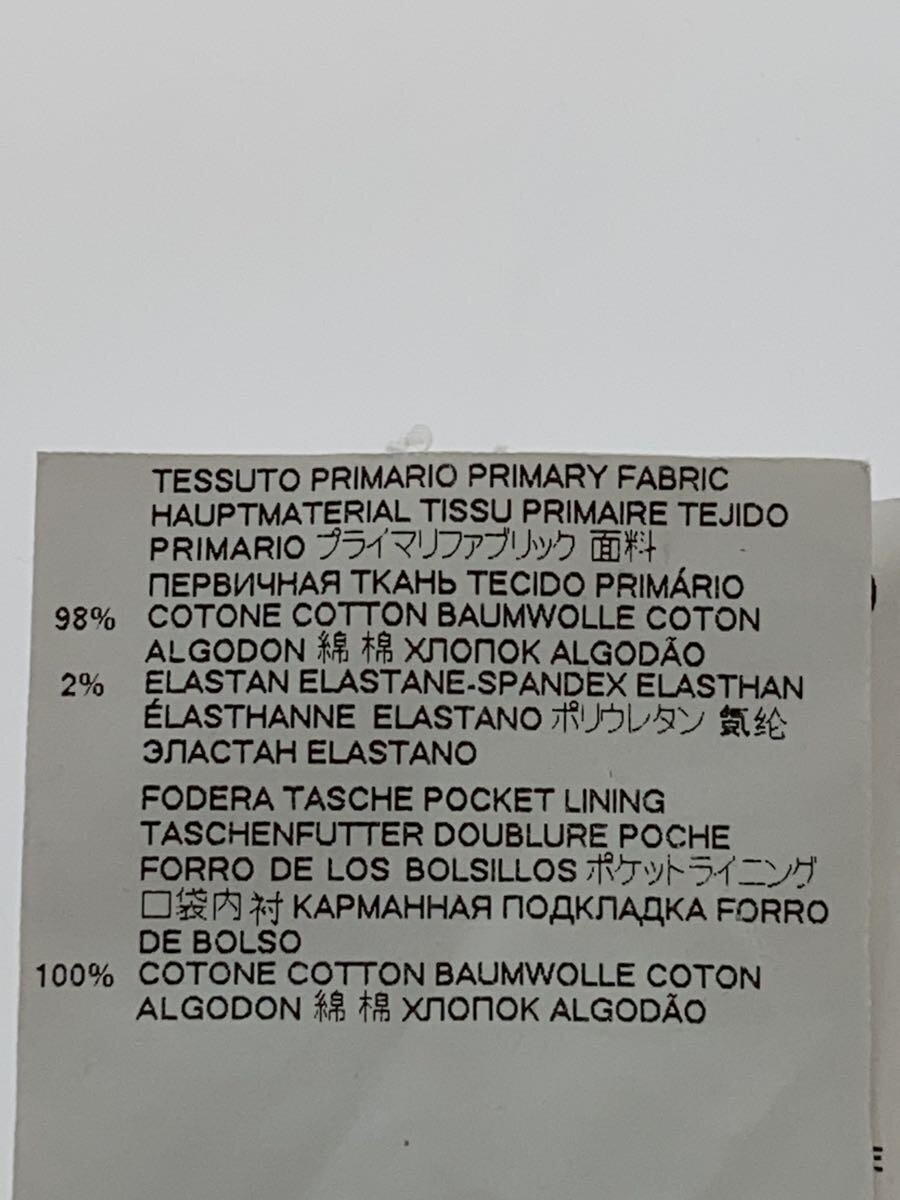 TESSUTO PRIMARIO PRIMARY FABRIC
HAUPTMATERIAL TISSU PRIMAIRE TEJIDO
PRIMARIO プライマリファブリック 面料
ПЕРВИЧНАЯ ТКАНЬ TECIDO PRIMÁRIO
98% COTONE COTTON BAUMWOLLE COTON
ALGODON 綿 棉 ХЛОПОК ALGODÃO
2% ELASTAN ELASTANE-SPANDEX ELASTHAN
ÉLASTHANNE ELASTANO ポリウレタン 氨纶
ЭЛАСТАН ELASTANO
FODERA TASCHE POCKET LINING
TASCHENFUTTER DOUBLURE POCHE
FORRO DE LOS BOLSILLOS ポケットライニング
口袋内衬 КАРМАННАЯ ПОДКЛАДКА FORRO
DE BOLSO
100% COTONE COTTON BAUMWOLLE COTON
ALGODON 綿 棉 ХЛОПОК ALGODÃO
E